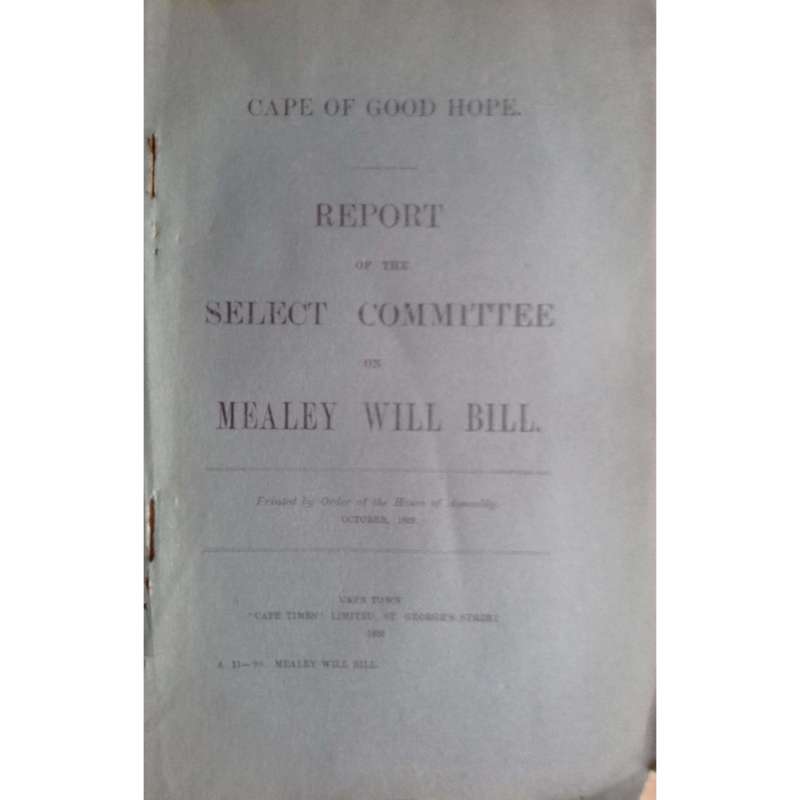 CAPE OF GOOD HOPE.
REPORT
OF THE
SELECT COMMITTEE
ON
MEALEY WILL BILL.
Printed by Order of the House of Assembly.
OCTOBER,
CAPE TOWN
"CAPE TIMES" LIMITED, ST. GEORGE'S STREET
A. 11— MEALEY WILL BILL.